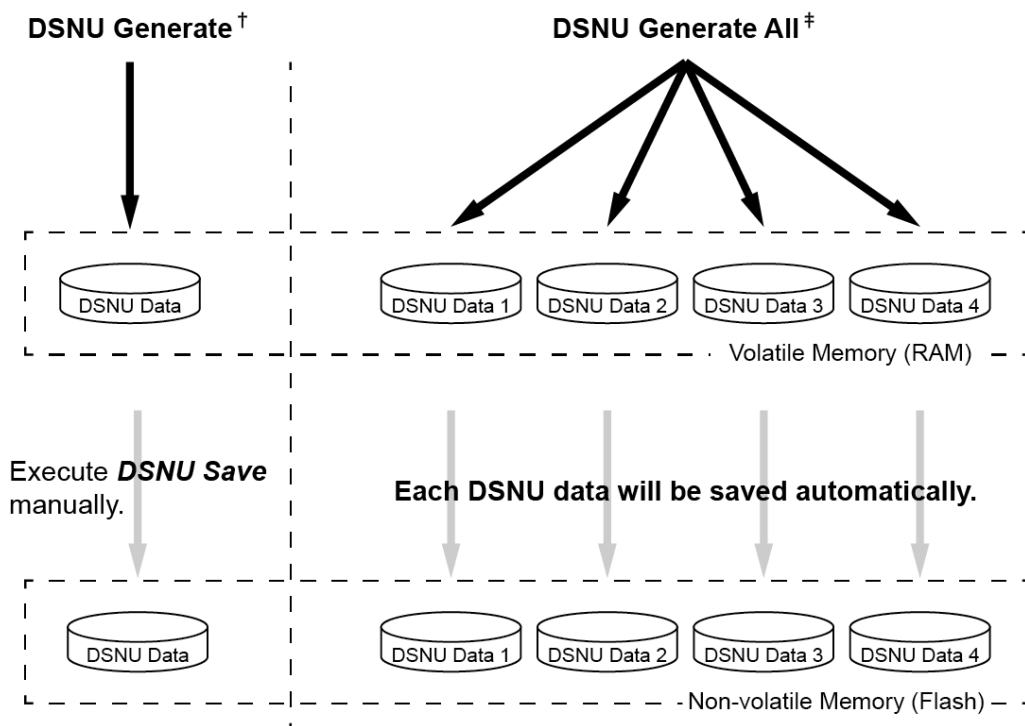 DSNU Generate†
DSNU Generate All‡
DSNU Data
DSNU Data 1
DSNU Data 2
DSNU Data 3
DSNU Data 4
Volatile Memory (RAM)
Execute DSNU Save
manually.
Each DSNU data will be saved automatically.
DSNU Data
DSNU Data 1
DSNU Data 2
DSNU Data 3
DSNU Data 4
Non-volatile Memory (Flash)